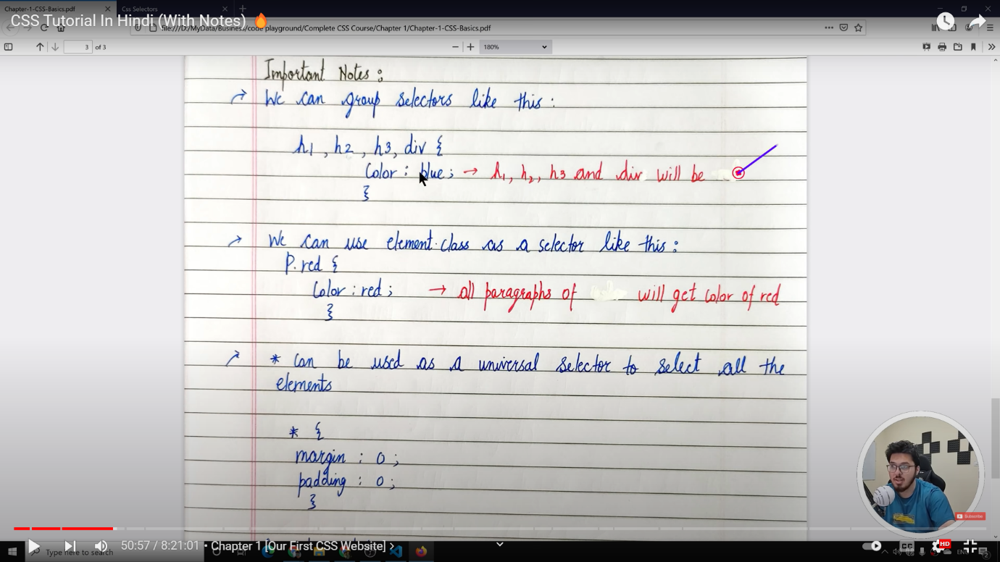 Chapter-1-CSS-Basics.pdf
Css Selectors
CSS Tutorial In Hindi (With Notes) 🔥
file:///D:/MyData/Business/code playground/Complete CSS Course/Chapter 1/Chapter-1-CSS-Basics.pdf
3 of 3
180%
Important Notes :
We can group selectors like this :
h1, h2, h3, div {
Color : blue ; → h1, h2, h3 and div will be
}
We can use element.class as a selector like this :
P.red {
Color : red ; → all paragraphs of will get color of red
}
* can be used as a universal selector to select all the
elements
* {
margin : 0 ;
padding : 0 ;
}
Subscribe
50:57 / 8:21:01 • Chapter 1 [Our First CSS Website] >
CC
HD
Type here to search